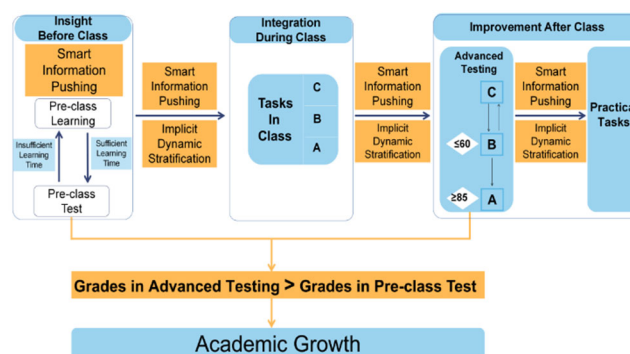 Insight
Before Class
Smart
Information
Pushing
Pre-class
Learning
Insufficient
Learning
Time
Sufficient
Learning
Time
Pre-class
Test
Smart
Information
Pushing
Implicit
Dynamic
Stratification
Integration
During Class
Tasks
In
Class
C
B
A
Smart
Information
Pushing
Implicit
Dynamic
Stratification
Improvement After Class
Advanced
Testing
C
≤60
B
≥85
A
Smart
Information
Pushing
Implicit
Dynamic
Stratification
Practica
Tasks
Grades in Advanced Testing > Grades in Pre-class Test
Academic Growth